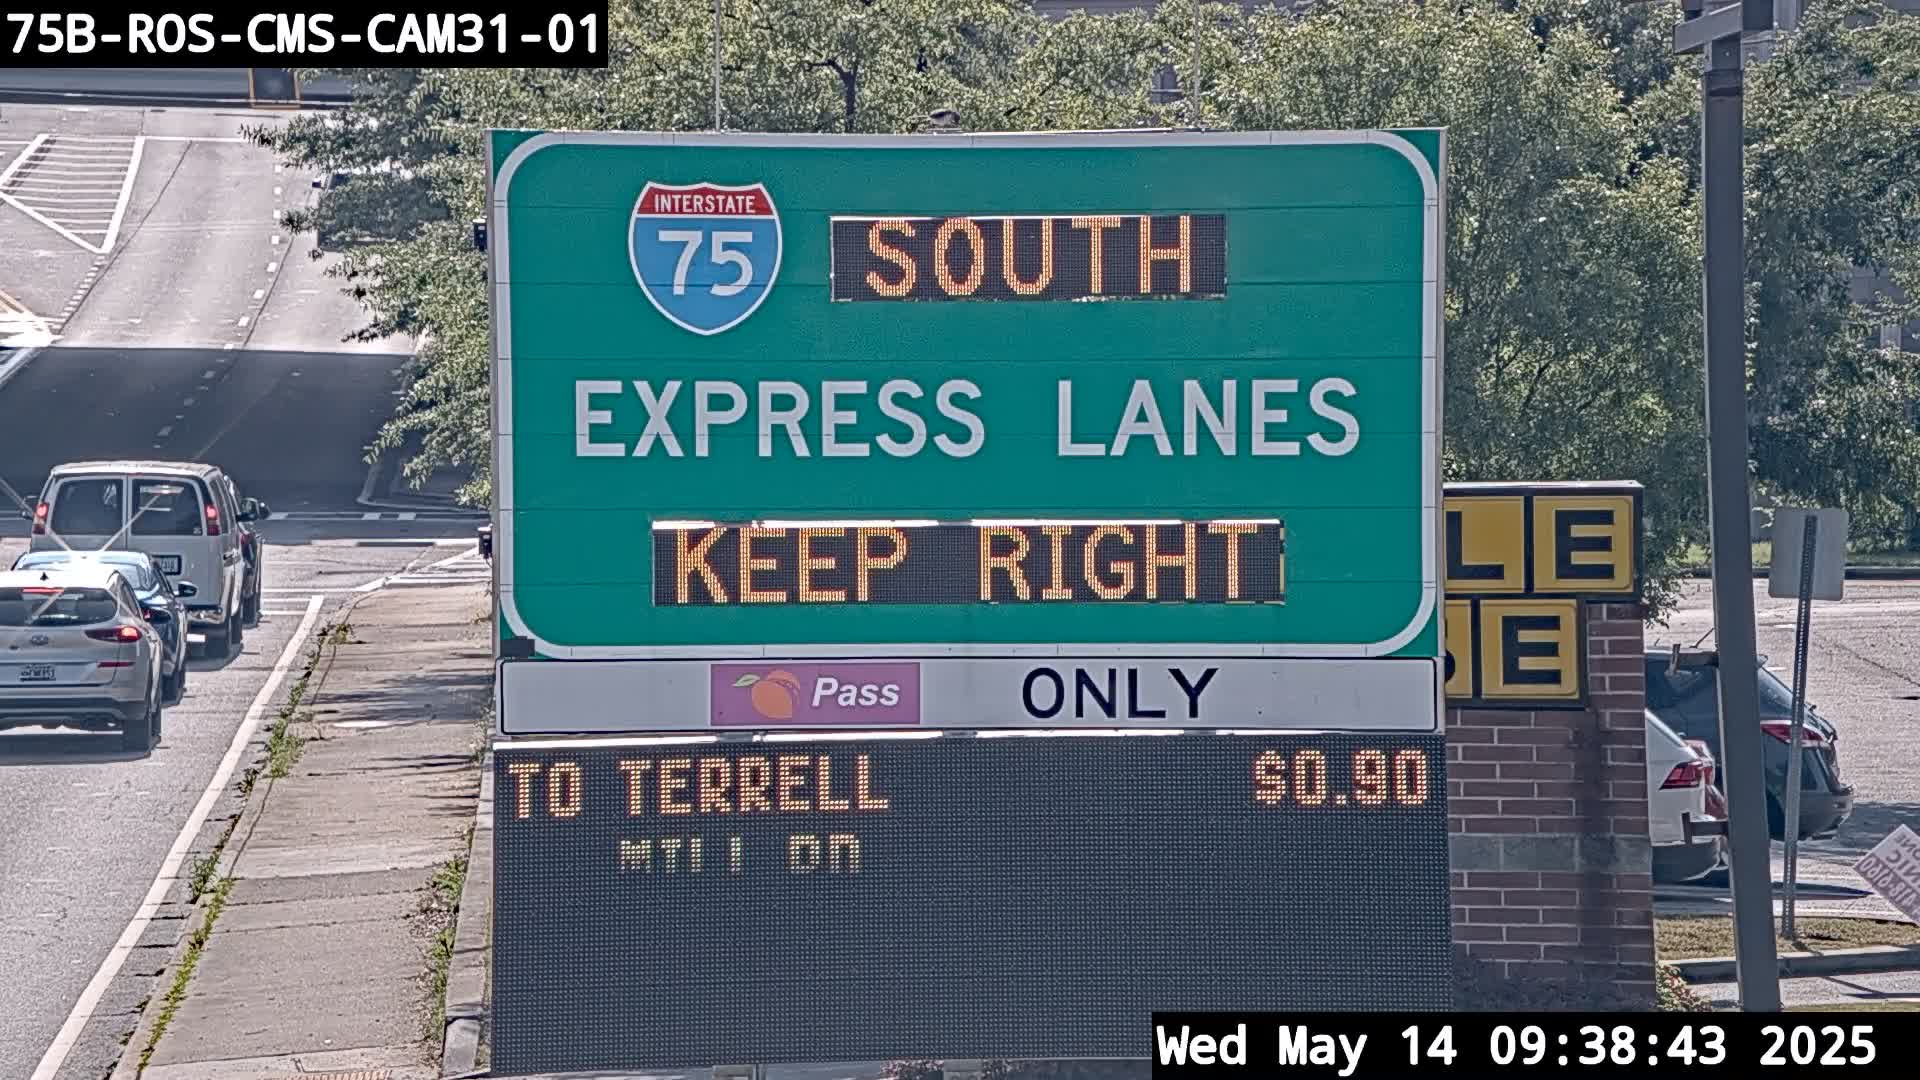 75B-ROS-CMS-CAM31-01
INTERSTATE
75
SOUTH
EXPRESS LANES
KEEP RIGHT
LE
E
Pass ONLY
TO TERRELL $0.90
Wed May 14 09:38:43 2025